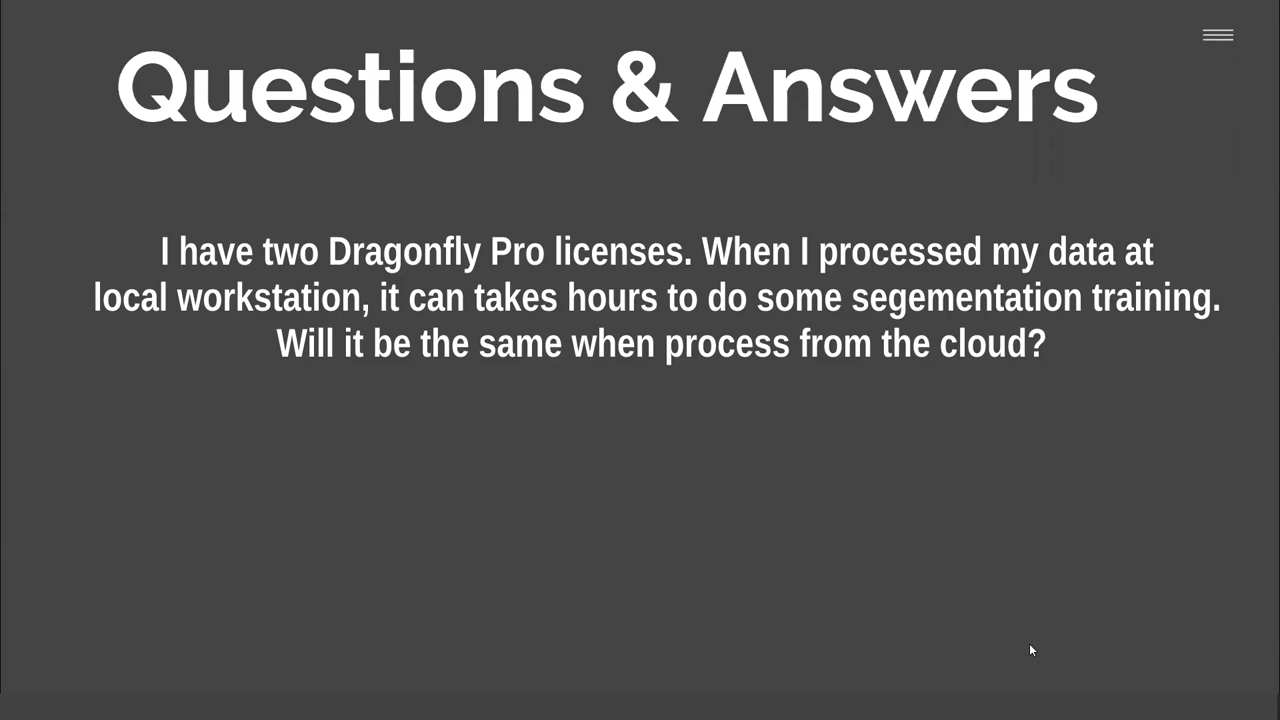 Questions & Answers
I have two Dragonfly Pro licenses. When I processed my data at
local workstation, it can takes hours to do some segementation training.
Will it be the same when process from the cloud?